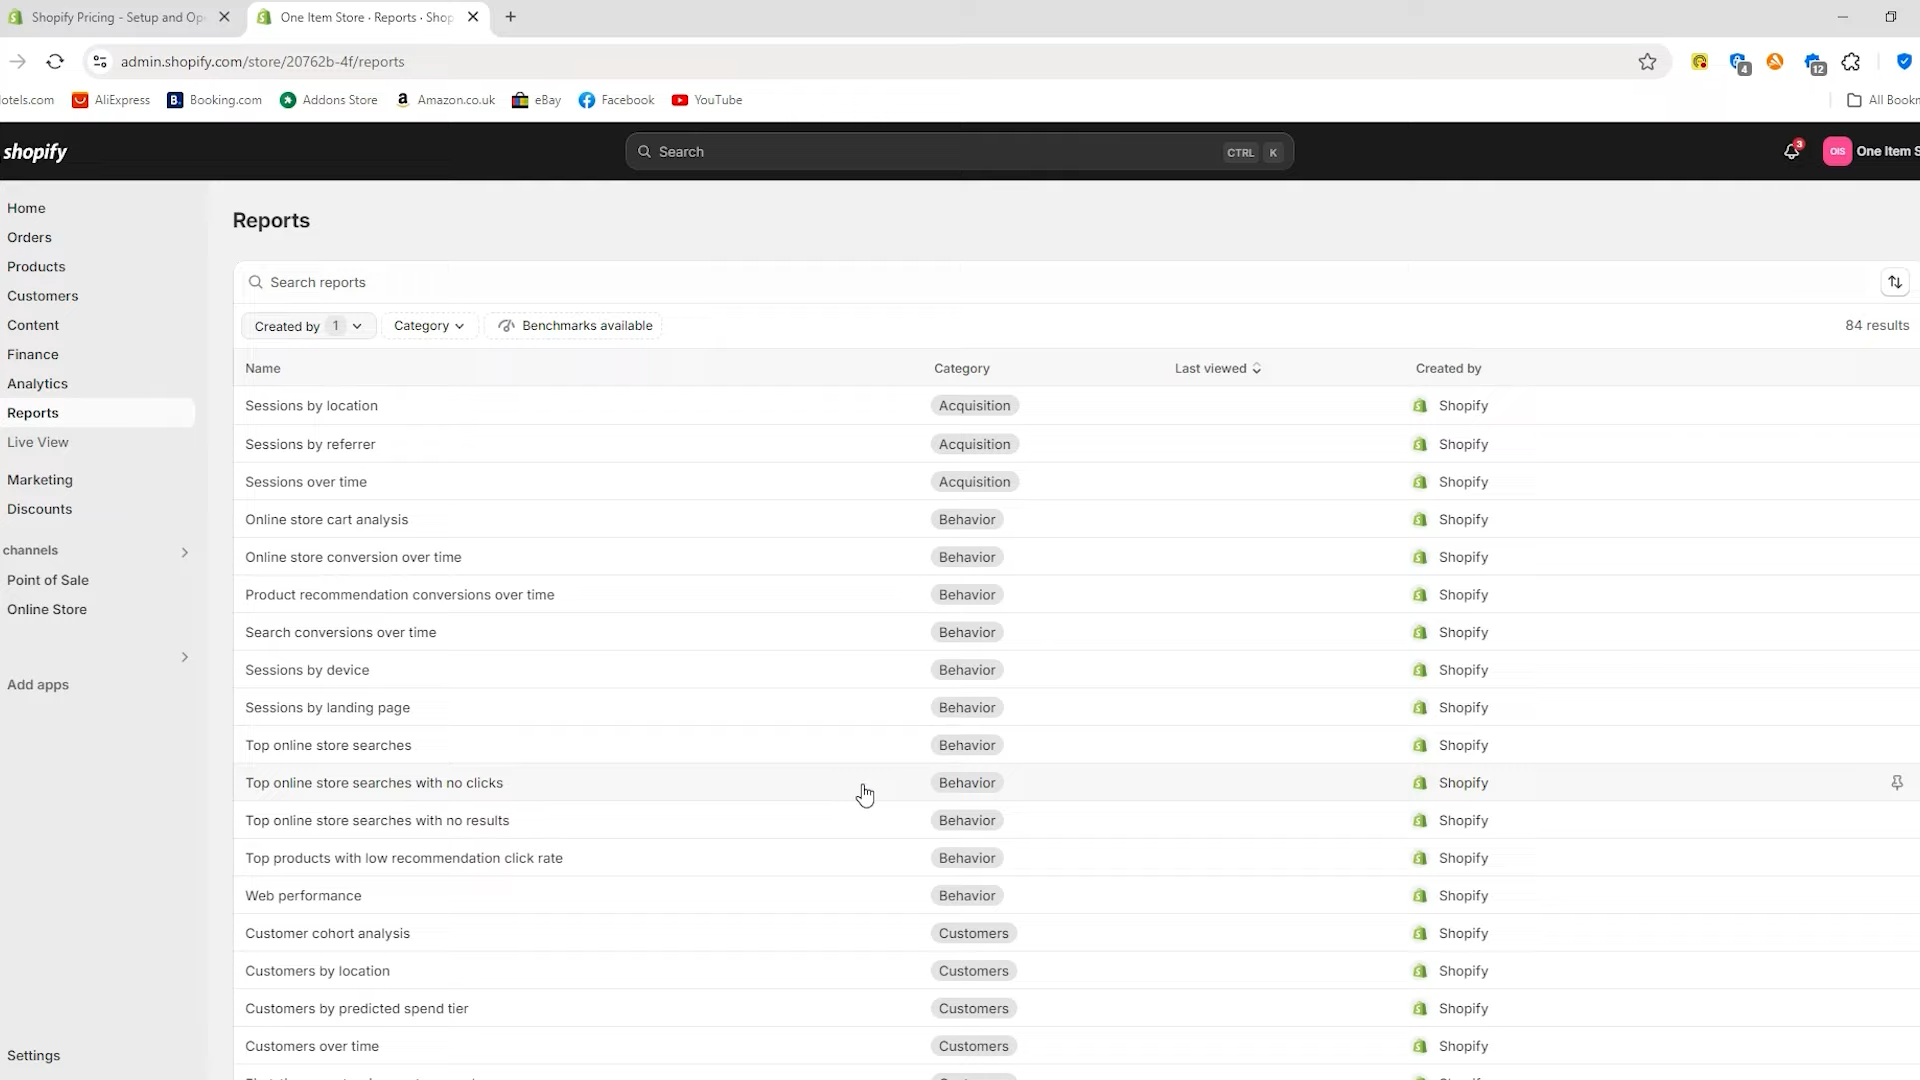 Shopify Pricing - Setup and Op
One Item Store · Reports · Shop
admin.shopify.com/store/20762b-4f/reports
4
12
otels.com
AliExpress
Booking.com
Addons Store
Amazon.co.uk
eBay
Facebook
YouTube
All Bookn
shopify
Search
CTRL K
3
OIS
One Item S
Home
Orders
Products
Customers
Content
Finance
Analytics
Reports
Live View
Marketing
Discounts
channels
Point of Sale
Online Store
Add apps
Settings
Reports
Search reports
Created by 1
Category
Benchmarks available
84 results
Name Category Last viewed Created by
Sessions by location Acquisition Shopify
Sessions by referrer Acquisition Shopify
Sessions over time Acquisition Shopify
Online store cart analysis Behavior Shopify
Online store conversion over time Behavior Shopify
Product recommendation conversions over time Behavior Shopify
Search conversions over time Behavior Shopify
Sessions by device Behavior Shopify
Sessions by landing page Behavior Shopify
Top online store searches Behavior Shopify
Top online store searches with no clicks Behavior Shopify
Top online store searches with no results Behavior Shopify
Top products with low recommendation click rate Behavior Shopify
Web performance Behavior Shopify
Customer cohort analysis Customers Shopify
Customers by location Customers Shopify
Customers by predicted spend tier Customers Shopify
Customers over time Customers Shopify